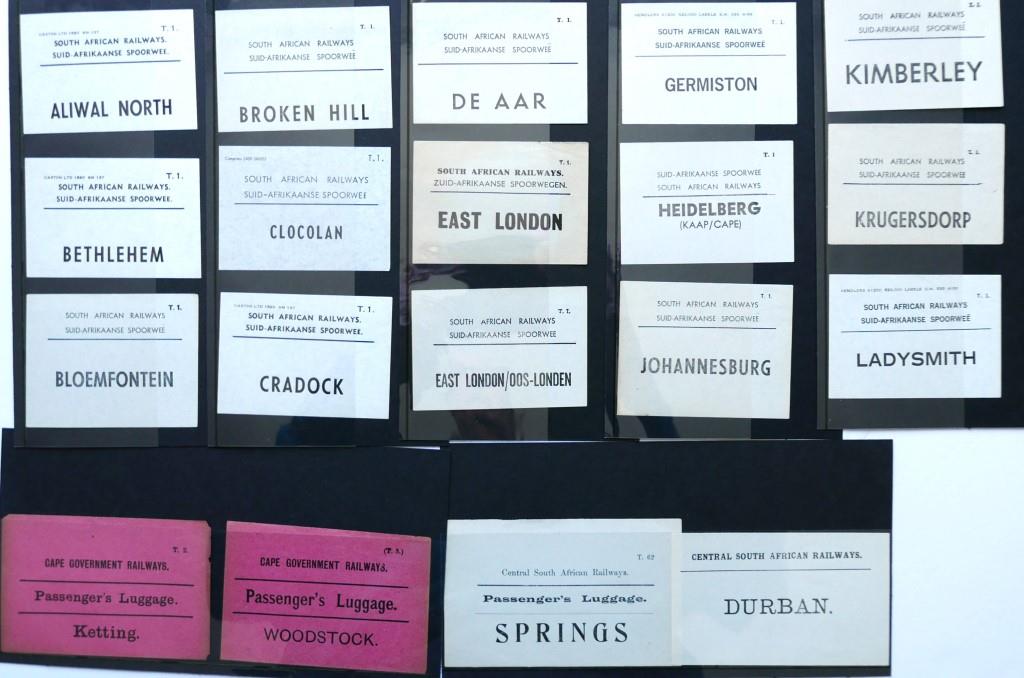 T. 1.
SOUTH AFRICAN RAILWAYS.
SUID-AFRIKAANSE SPOORWEË.
ALIWAL NORTH
T. 1.
SOUTH AFRICAN RAILWAYS
SUID-AFRIKAANSE SPOORWEË
BROKEN HILL
T. 1.
SOUTH AFRICAN RAILWAYS
SUID-AFRIKAANSE SPOORWEË
DE AAR
T. 1.
SOUTH AFRICAN RAILWAYS
SUID-AFRIKAANSE SPOORWEË
GERMISTON
SOUTH AFRICAN RAILWAYS
SUID-AFRIKAANSE SPOORWEË
KIMBERLEY
T. 1.
SOUTH AFRICAN RAILWAYS.
SUID-AFRIKAANSE SPOORWEE.
BETHLEHEM
T. 1.
SOUTH AFRICAN RAILWAYS
SUID-AFRIKAANSE SPOORWEË
CLOCOLAN
T. 1.
SOUTH AFRICAN RAILWAYS.
ZUID-AFRIKAANSE SPOORWEGEN.
EAST LONDON
T. 1
SUID-AFRIKAANSE SPOORWEË
SOUTH AFRICAN RAILWAYS
HEIDELBERG
(KAAP/CAPE)
SOUTH AFRICAN RAILWAYS
SUID-AFRIKAANSE SPOORWEË
KRUGERSDORP
T. 1.
SOUTH AFRICAN RAILWAYS
SUID-AFRIKAANSE SPOORWEË
BLOEMFONTEIN
T. 1.
SOUTH AFRICAN RAILWAYS.
SUID-AFRIKAANSE SPOORWEE.
CRADOCK
T. 1.
SOUTH AFRICAN RAILWAYS
SUID-AFRIKAANSE SPOORWEË
EAST LONDON/OOS-LONDEN
T. 1.
SOUTH AFRICAN RAILWAYS
SUID-AFRIKAANSE SPOORWEË
JOHANNESBURG
T. 1.
SOUTH AFRICAN RAILWAYS
SUID-AFRIKAANSE SPOORWEË
LADYSMITH
T. 2.
CAPE GOVERNMENT RAILWAYS.
Passenger's Luggage.
Ketting.
(T. 3.)
CAPE GOVERNMENT RAILWAYS.
Passenger's Luggage.
WOODSTOCK.
T. 62
Central South African Railways.
Passenger's Luggage.
SPRINGS
CENTRAL SOUTH AFRICAN RAILWAYS.
DURBAN.